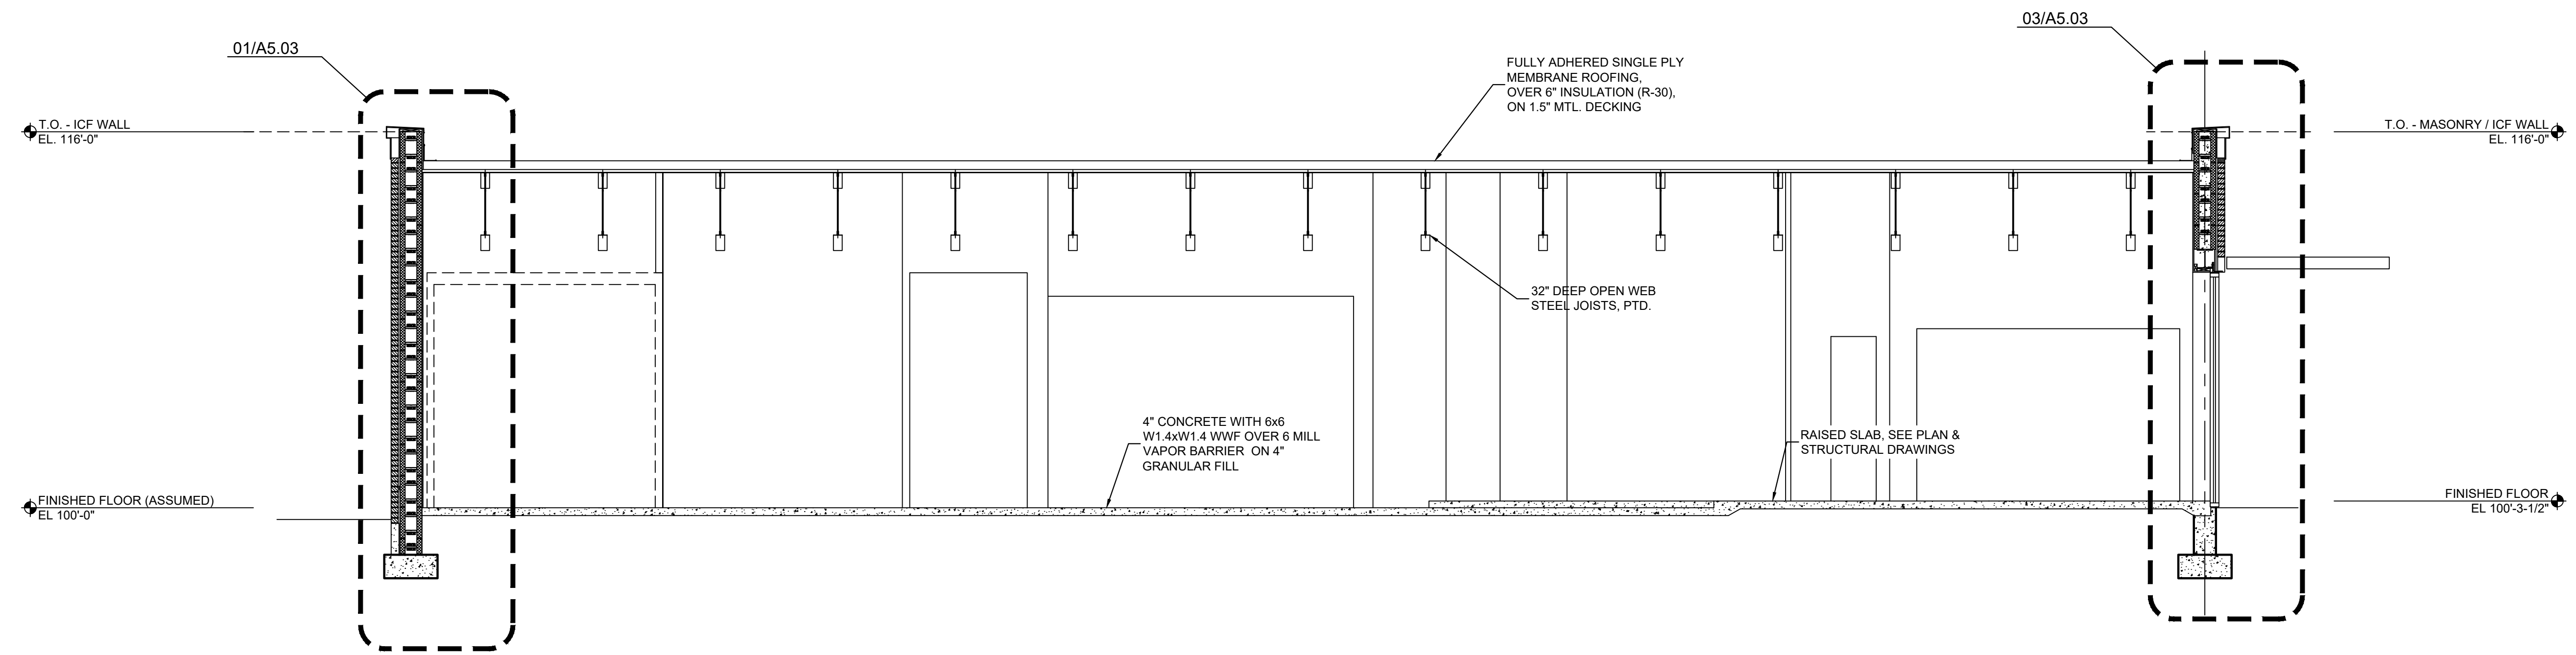 03/A5.03
01/A5.03
FULLY ADHERED SINGLE PLY
MEMBRANE ROOFING,
OVER 6" INSULATION (R-30),
ON 1.5" MTL. DECKING
T.O. - ICF WALL
EL. 116'-0"
T.O. - MASONRY / ICF WALL
EL. 116'-0"
32" DEEP OPEN WEB
STEEL JOISTS, PTD.
4" CONCRETE WITH 6x6
W1.4xW1.4 WWF OVER 6 MILL
VAPOR BARRIER ON 4"
GRANULAR FILL
RAISED SLAB, SEE PLAN &
STRUCTURAL DRAWINGS
FINISHED FLOOR (ASSUMED)
EL 100'-0"
FINISHED FLOOR
EL 100'-3-1/2"